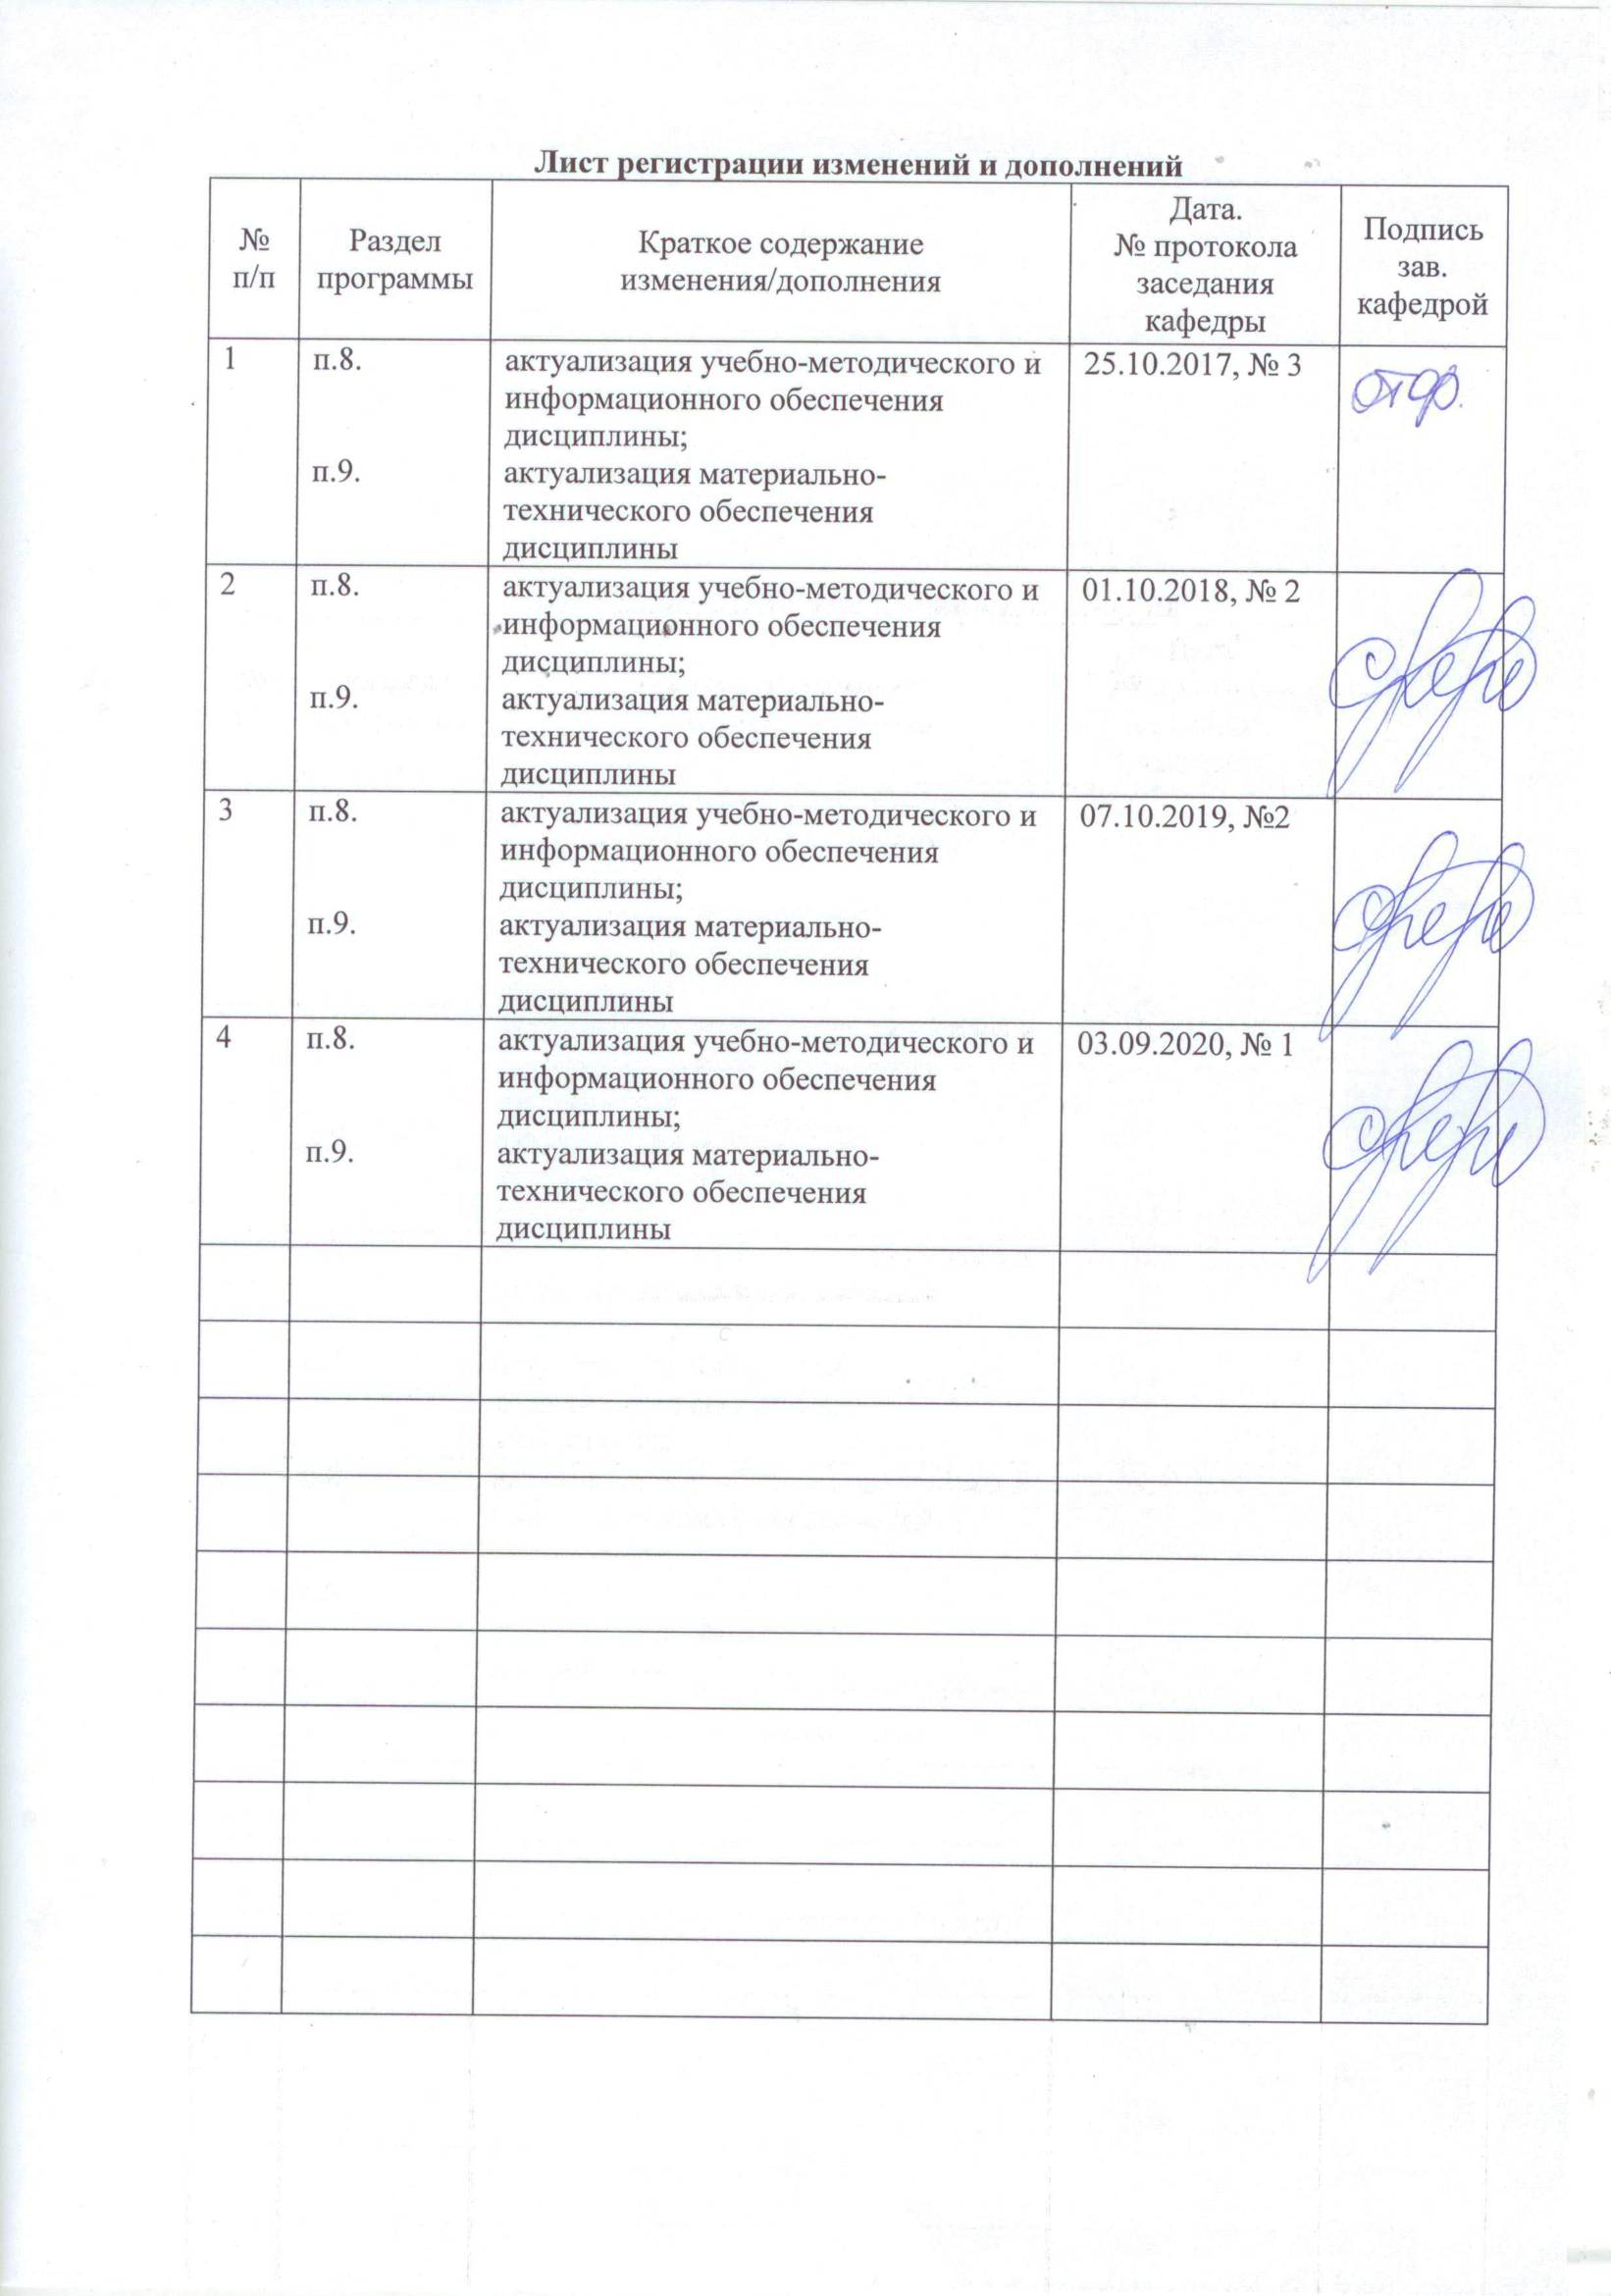 Лист регистрации изменений и дополнений
№
п/п
Раздел
программы
Краткое содержание
изменения/дополнения
Дата.
№ протокола
заседания
кафедры
Подпись
зав.
кафедрой
1
п.8.
актуализация учебно-методического и
информационного обеспечения
дисциплины;
п.9.
актуализация материально-
технического обеспечения
дисциплины
25.10.2017, № 3
2
п.8.
актуализация учебно-методического и
информационного обеспечения
дисциплины;
п.9.
актуализация материально-
технического обеспечения
дисциплины
01.10.2018, № 2
3
п.8.
актуализация учебно-методического и
информационного обеспечения
дисциплины;
п.9.
актуализация материально-
технического обеспечения
дисциплины
07.10.2019, №2
4
п.8.
актуализация учебно-методического и
информационного обеспечения
дисциплины;
п.9.
актуализация материально-
технического обеспечения
дисциплины
03.09.2020, № 1